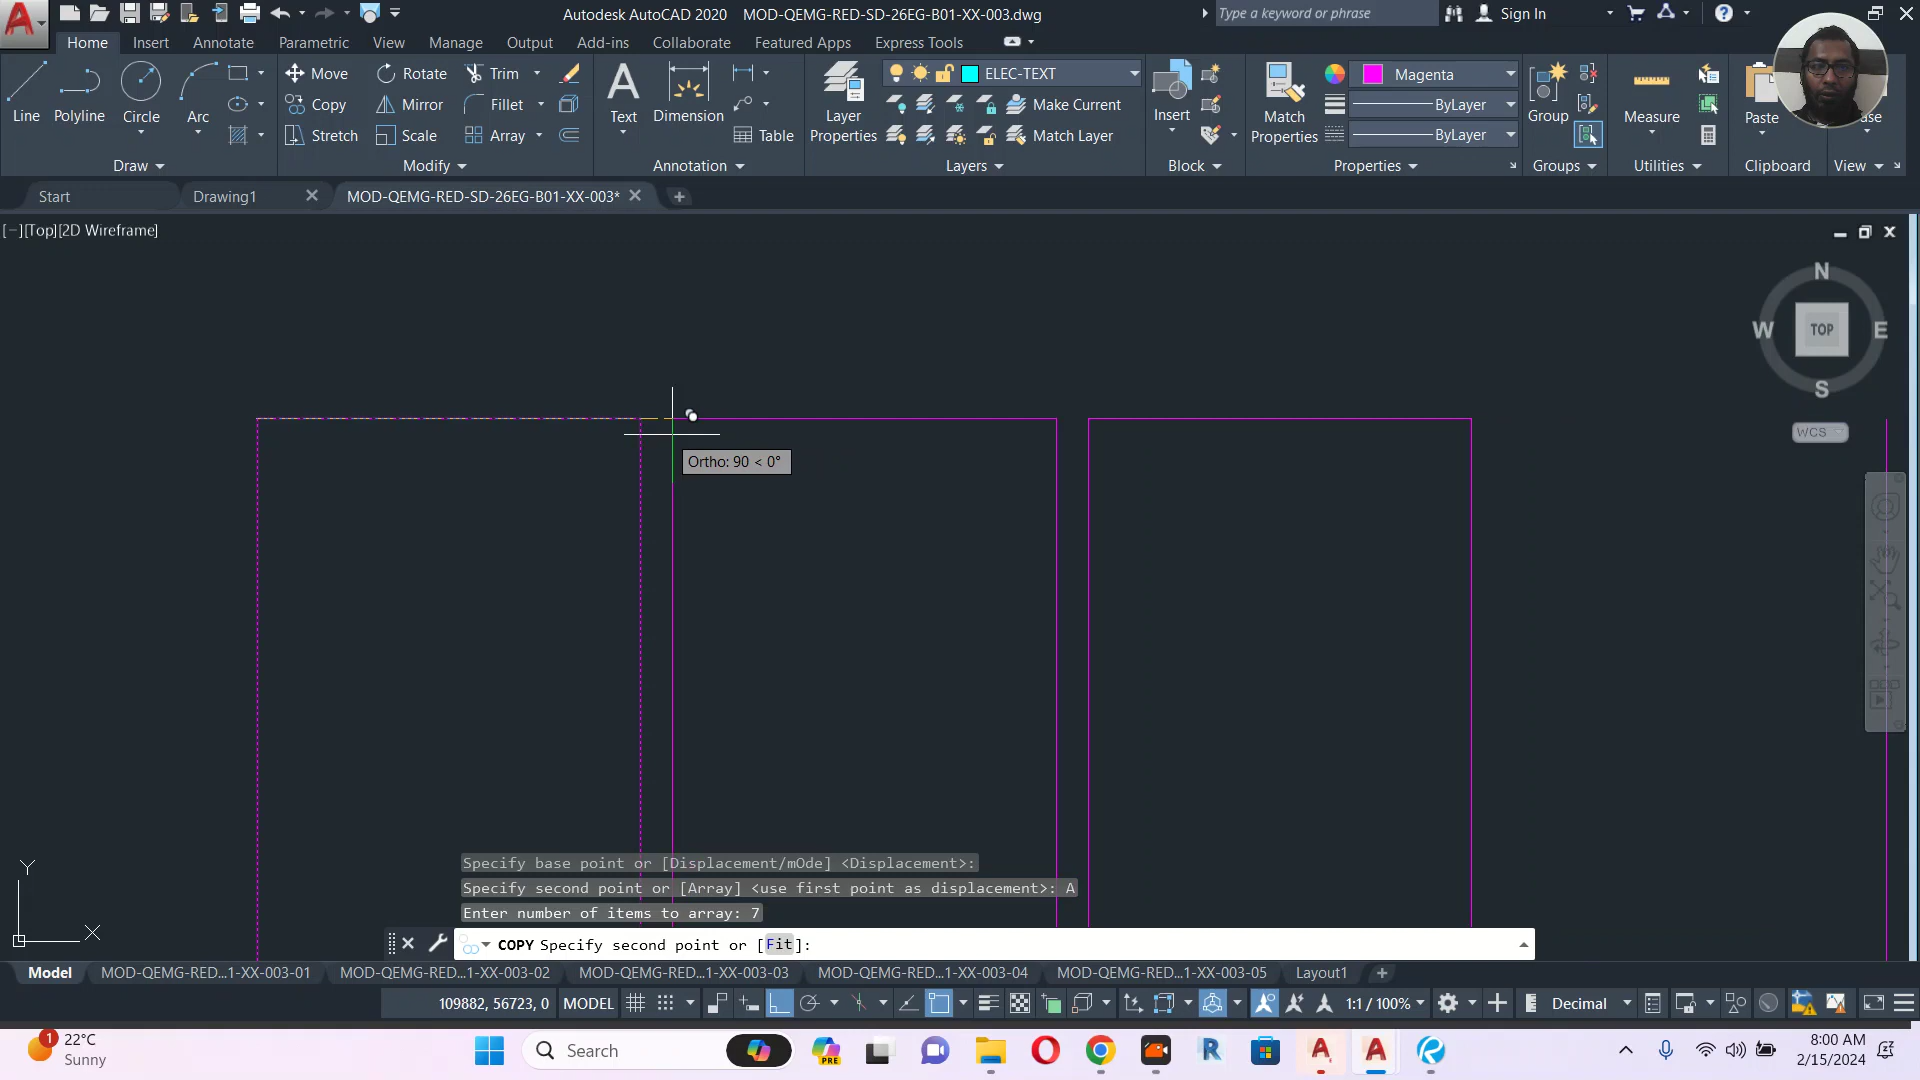 Autodesk AutoCAD 2020 MOD-QEMG-RED-SD-26EG-B01-XX-003.dwg
Type a keyword or phrase
Sign In
Home Insert Annotate Parametric View Manage Output Add-ins Collaborate Featured Apps Express Tools
Line Polyline Circle Arc
Move Rotate Trim
Copy Mirror Fillet
Stretch Scale Array
Text Dimension Table
Layer Properties
ELEC-TEXT
Make Current
Match Layer
Insert
Match Properties
Magenta
ByLayer
ByLayer
Group
Measure
Paste
Draw Modify Annotation Layers Block Properties Groups Utilities Clipboard View
Start Drawing1 MOD-QEMG-RED-SD-26EG-B01-XX-003*
[−][Top][2D Wireframe]
N
W TOP E
S
WCS
Ortho: 90 < 0°
Y
X
Specify base point or [Displacement/mOde] <Displacement>:
Specify second point or [Array] <use first point as displacement>: A
Enter number of items to array: 7
COPY Specify second point or [Fit]:
Model MOD-QEMG-RED...1-XX-003-01 MOD-QEMG-RED...1-XX-003-02 MOD-QEMG-RED...1-XX-003-03 MOD-QEMG-RED...1-XX-003-04 MOD-QEMG-RED...1-XX-003-05 Layout1
109882, 56723, 0 MODEL 1:1 / 100% Decimal
1
22°C
Sunny
Search
PRE
8:00 AM
2/15/2024